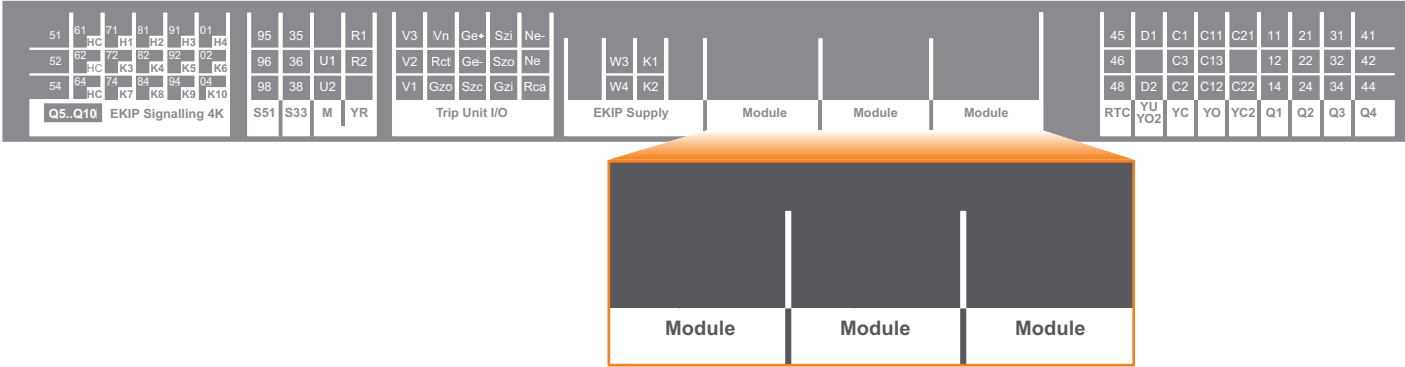 51 61 HC 71 H1 81 H2 91 H3 01 H4 95 35 R1 V3 Vn Ge+ Szi Ne- 45 D1 C1 C11 C21 11 21 31 41
52 62 HC 72 K3 82 K4 92 K5 02 K6 96 36 U1 R2 V2 Rct Ge- Szo Ne W3 K1 46 C3 C13 12 22 32 42
54 64 HC 74 K7 84 K8 94 K9 04 K10 98 38 U2 V1 Gzo Szc Gzi Rca W4 K2 48 D2 C2 C12 C22 14 24 34 44
Q5..Q10 EKIP Signalling 4K S51 S33 M YR Trip Unit I/O EKIP Supply Module Module Module RTC YU YO2 YC YO YC2 Q1 Q2 Q3 Q4
Module Module Module